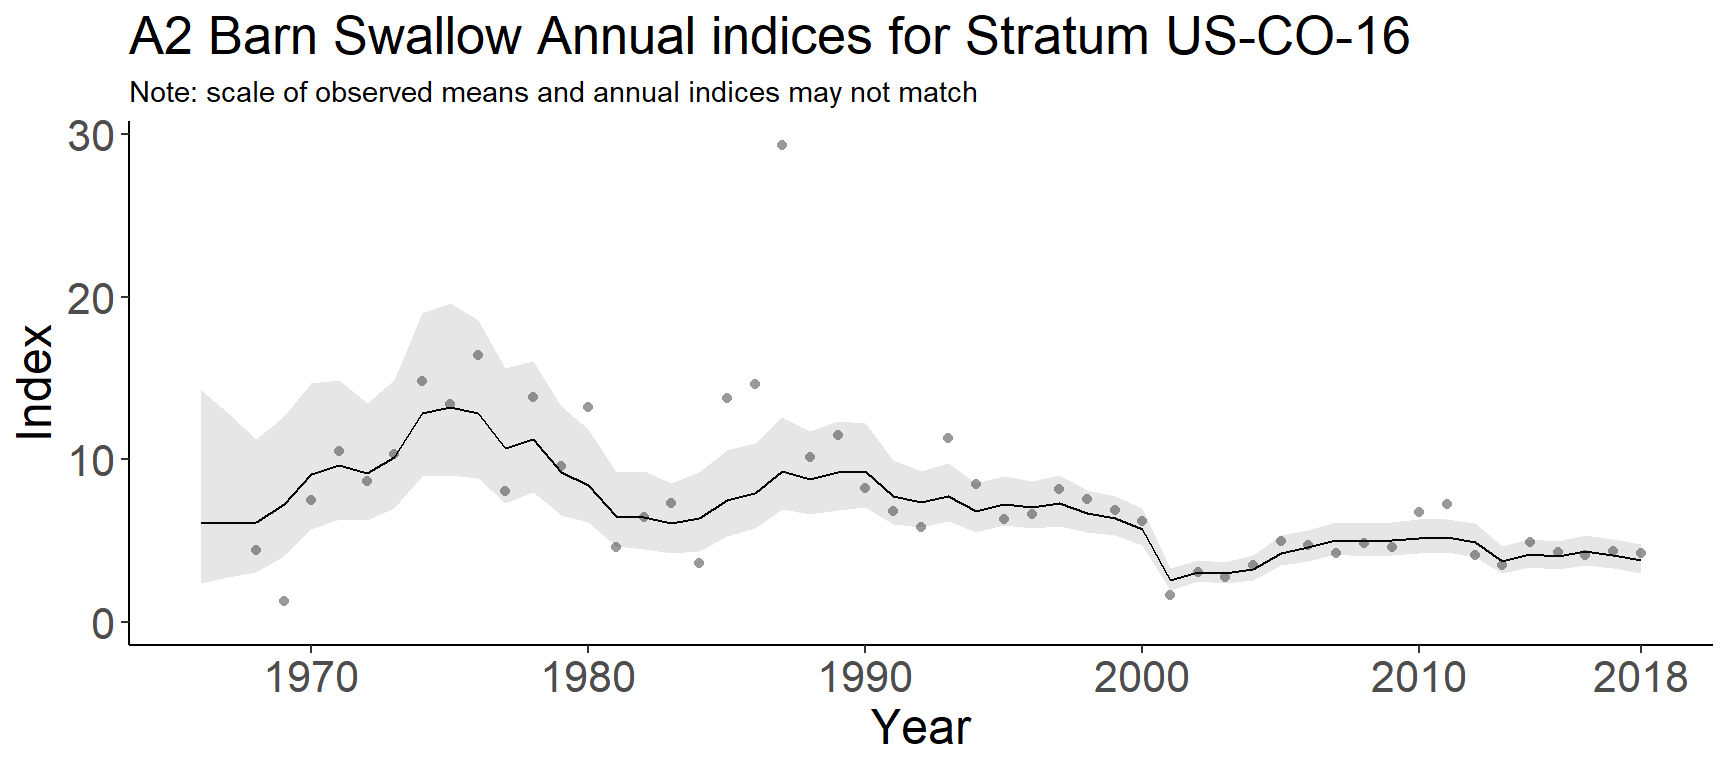 A2 Barn Swallow Annual indices for Stratum US-CO-16
Note: scale of observed means and annual indices may not match
30
20
10
0
Index
1970 1980 1990 2000 2010 2018
Year